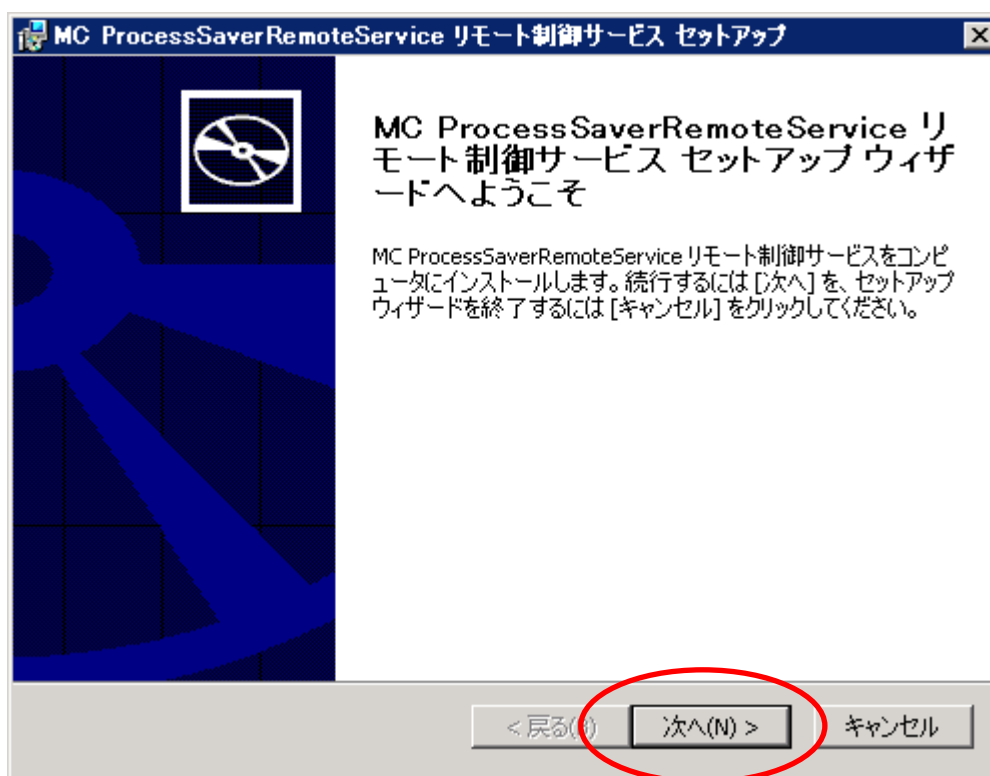 MC ProcessSaverRemoteService リモート制御サービス セットアップ
MC ProcessSaverRemoteService リ
モート制御サービス セットアップ ウィザ
ードへようこそ
MC ProcessSaverRemoteService リモート制御サービスをコンピ
ュータにインストールします。続行するには [次へ] を、セットアップ
ウィザードを終了するには [キャンセル] をクリックしてください。
< 戻る(B)
次へ(N) >
キャンセル